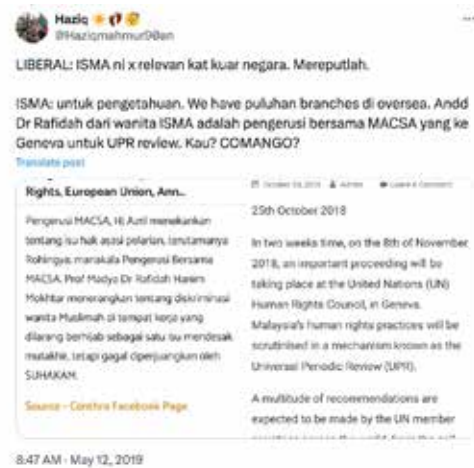 Haziq
LIBERAL: ISMA ni x relevan kat kuar negara. Mereputlah.
ISMA: untuk pengetahuan. We have puluhan branches di oversea. Andd
Dr Rafidah dari wanita ISMA adalah pengerusi bersama MACSA yang ke
Geneva untuk UPR review. Kau? COMANGO?
Translate post
Rights, European Union, Ann..
Pengerusi MACSA, Hj Azril menekankan
tentang isu hak asasi pelarian, terutamanya
Rohingya, manakala Pengerusi Bersama
MACSA, Prof Madya Dr Rafidah Hanim
Mokhtar menerangkan tentang diskriminasi
wanita Muslimah di tempat kerja yang
dilarang berhijab sebagai satu isu mendesak
mutakhir, tetapi gagal diperjuangkan oleh
SUHAKAM.
Source - Facebook Page
October 2018 Admin Leave a Comment
25th October 2018
In two weeks time, on the 8th of November
2018, an important proceeding will be
taking place at the United Nations (UN)
Human Rights Council, in Geneva.
Malaysia's human rights practices will be
scrutinised in a mechanism known as the
Universal Periodic Review (UPR).
A multitude of recommendations are
expected to be made by the UN member
8:47 AM · May 12, 2019